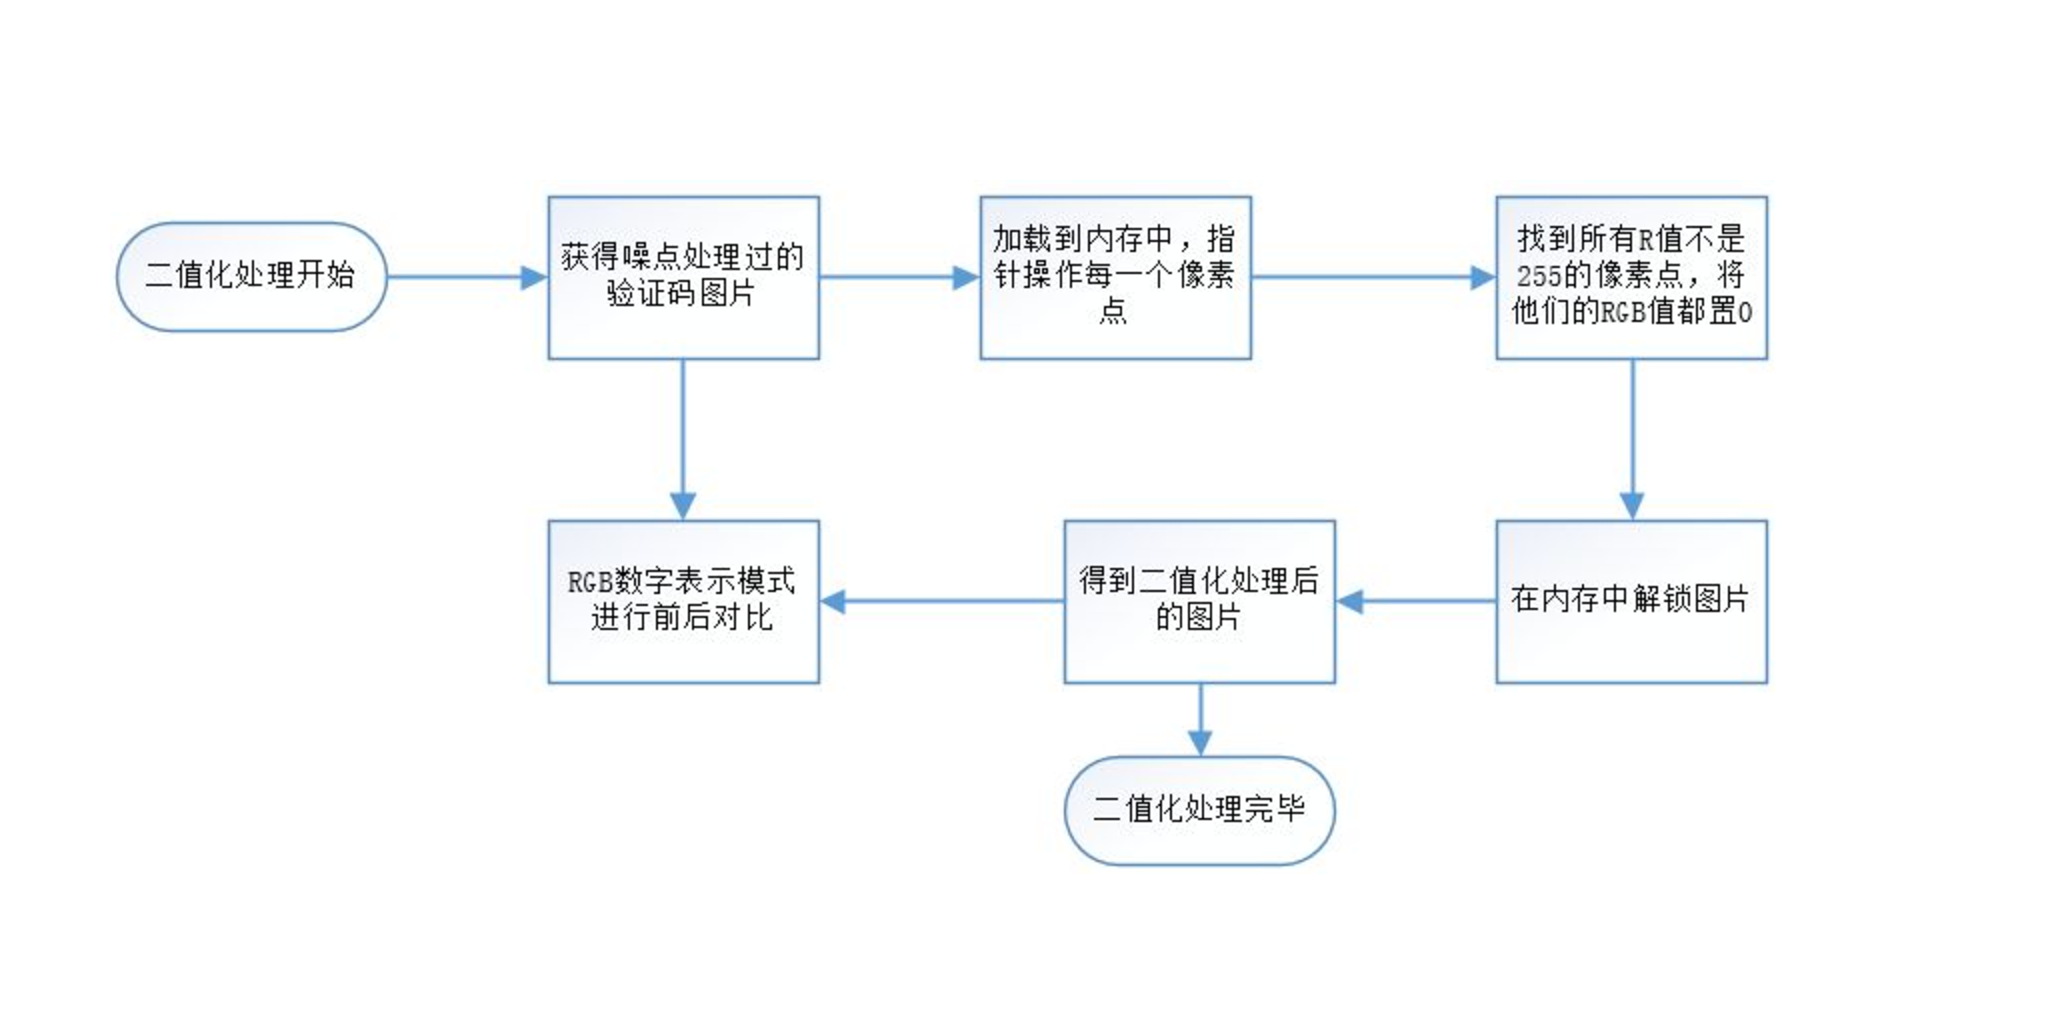 二值化处理开始
获得噪点处理过的
验证码图片
加载到内存中，指
针操作每一个像素
点
找到所有R值不是
255的像素点，将
他们的RGB值都置0
RGB数字表示模式
进行前后对比
得到二值化处理后
的图片
在内存中解锁图片
二值化处理完毕